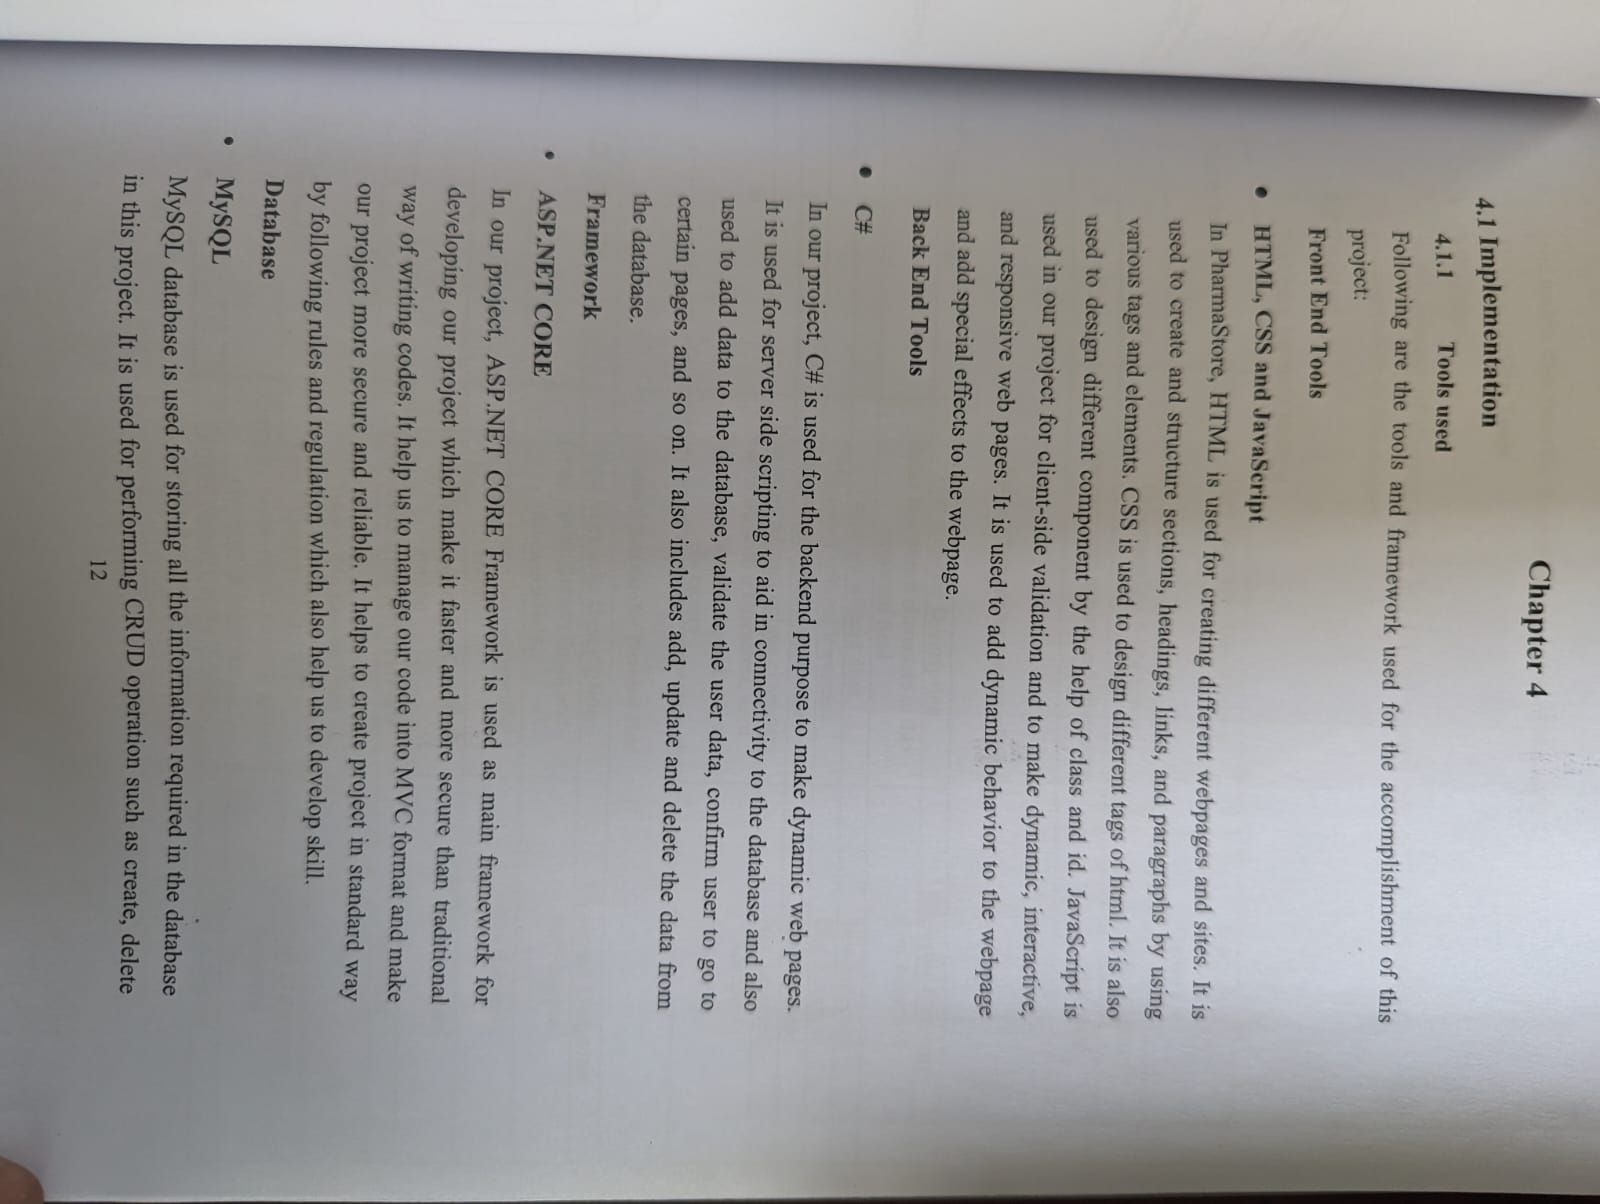 Chapter 4
4.1 Implementation
4.1.1 Tools used
Following are the tools and framework used for the accomplishment of this
project:
Front End Tools
• HTML, CSS and JavaScript
In PharmaStore, HTML is used for creating different webpages and sites. It is
used to create and structure sections, headings, links, and paragraphs by using
various tags and elements. CSS is used to design different tags of html. It is also
used to design different component by the help of class and id. JavaScript is
used in our project for client-side validation and to make dynamic, interactive,
and responsive web pages. It is used to add dynamic behavior to the webpage
and add special effects to the webpage.
Back End Tools
• C#
In our project, C# is used for the backend purpose to make dynamic web pages.
It is used for server side scripting to aid in connectivity to the database and also
used to add data to the database, validate the user data, confirm user to go to
certain pages, and so on. It also includes add, update and delete the data from
the database.
Framework
• ASP.NET CORE
In our project, ASP.NET CORE Framework is used as main framework for
developing our project which make it faster and more secure than traditional
way of writing codes. It help us to manage our code into MVC format and make
our project more secure and reliable. It helps to create project in standard way
by following rules and regulation which also help us to develop skill.
Database
• MySQL
MySQL database is used for storing all the information required in the database
in this project. It is used for performing CRUD operation such as create, delete
12